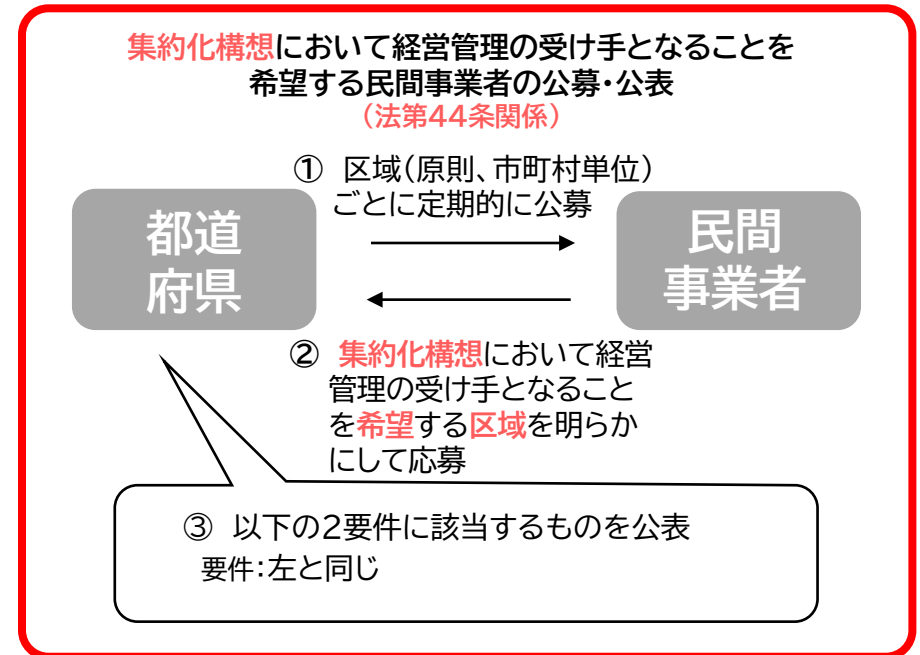 集約化構想において経営管理の受け手となることを
希望する民間事業者の公募・公表
（法第44条関係）
① 区域（原則、市町村単位）
ごとに定期的に公募
都道
府県
民間
事業者
② 集約化構想において経営
管理の受け手となること
を希望する区域を明らか
にして応募
③ 以下の2要件に該当するものを公表
要件：左と同じ